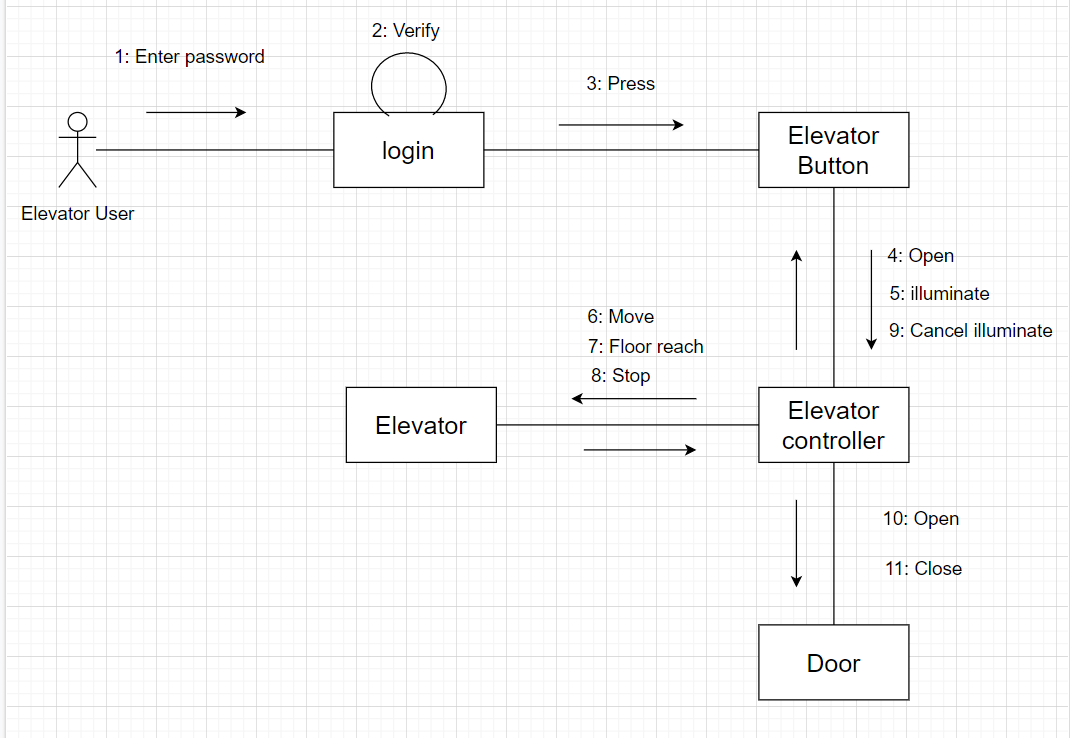 2: Verify
1: Enter password
3: Press
login
Elevator
Button
Elevator User
4: Open
5: illuminate
9: Cancel illuminate
6: Move
7: Floor reach
8: Stop
Elevator
Elevator
controller
10: Open
11: Close
Door